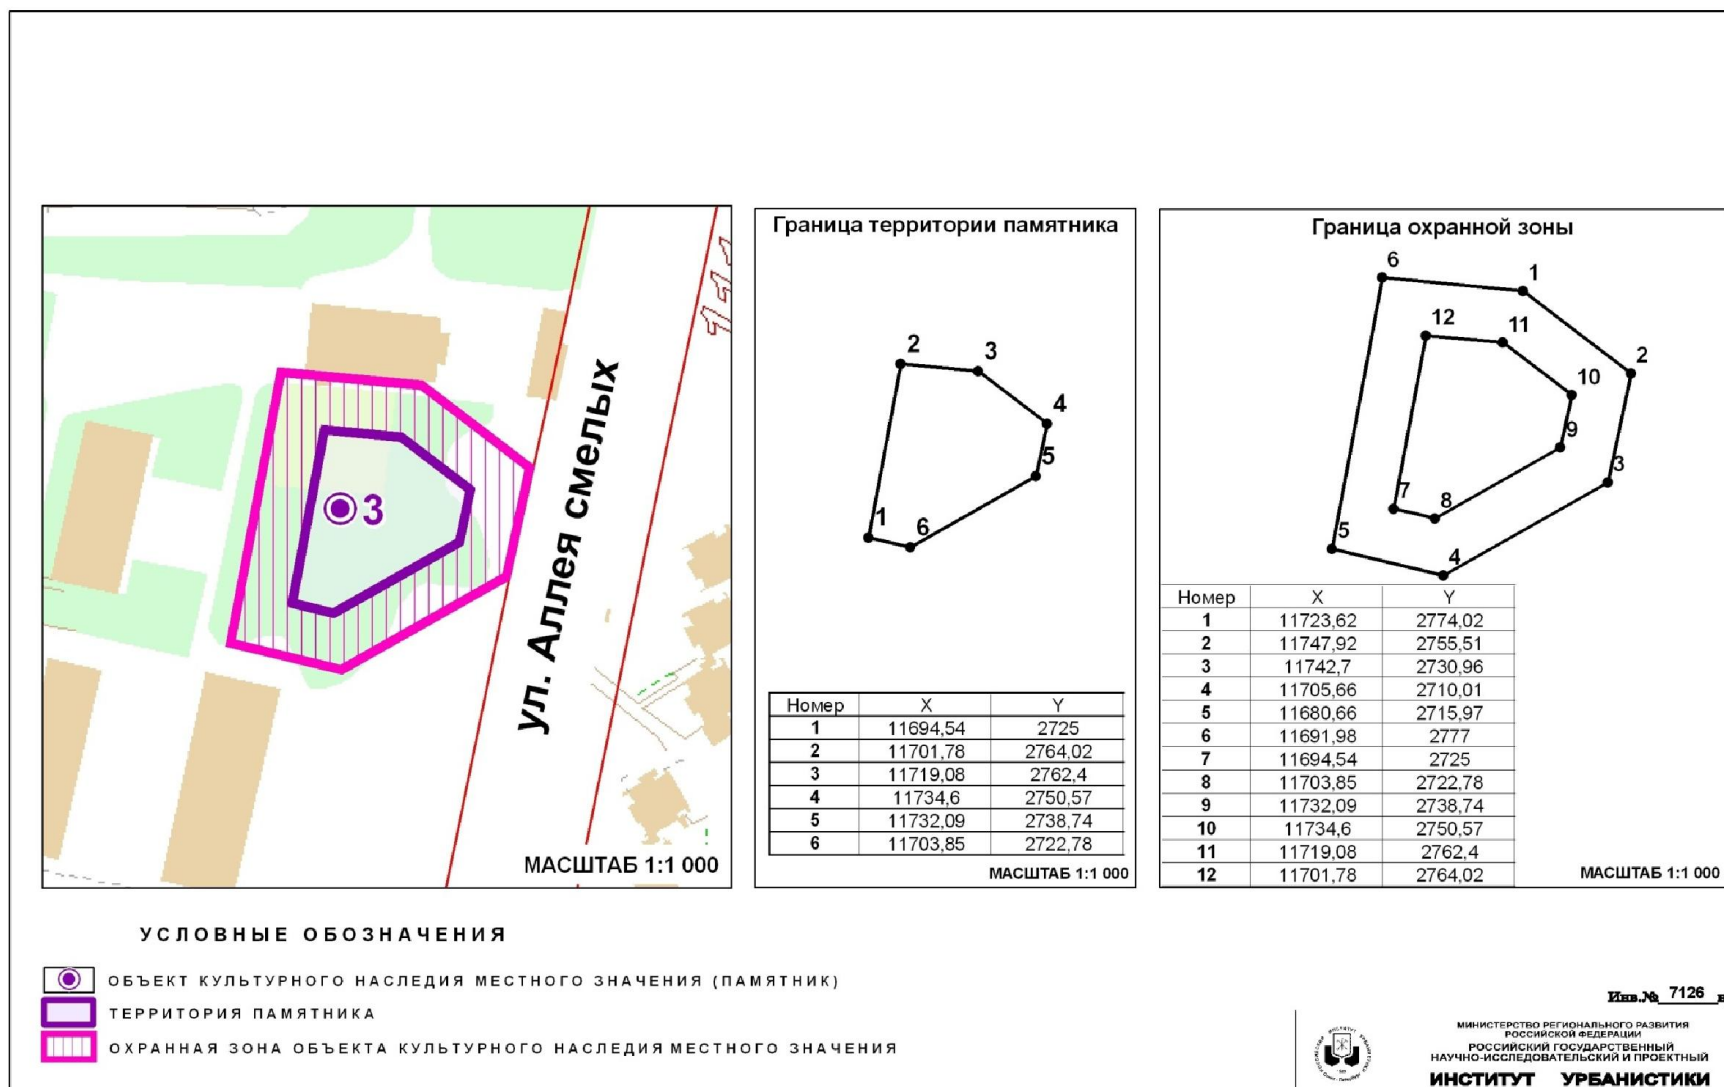 111
3
ул. Аллея смелых
МАСШТАБ 1:1 000
Граница территории памятника
2
3
4
5
1
6
Номер X Y
1 11694,54 2725
2 11701,78 2764,02
3 11719,08 2762,4
4 11734,6 2750,57
5 11732,09 2738,74
6 11703,85 2722,78
МАСШТАБ 1:1 000
Граница охранной зоны
6
1
12
11
2
10
9
3
7
8
5
4
Номер X Y
1 11723,62 2774,02
2 11747,92 2755,51
3 11742,7 2730,96
4 11705,66 2710,01
5 11680,66 2715,97
6 11691,98 2777
7 11694,54 2725
8 11703,85 2722,78
9 11732,09 2738,74
10 11734,6 2750,57
11 11719,08 2762,4
12 11701,78 2764,02
МАСШТАБ 1:1 000
УСЛОВНЫЕ ОБОЗНАЧЕНИЯ
ОБЪЕКТ КУЛЬТУРНОГО НАСЛЕДИЯ МЕСТНОГО ЗНАЧЕНИЯ (ПАМЯТНИК)
ТЕРРИТОРИЯ ПАМЯТНИКА
ОХРАННАЯ ЗОНА ОБЪЕКТА КУЛЬТУРНОГО НАСЛЕДИЯ МЕСТНОГО ЗНАЧЕНИЯ
Инв.№ 7126
МИНИСТЕРСТВО РЕГИОНАЛЬНОГО РАЗВИТИЯ
РОССИЙСКОЙ ФЕДЕРАЦИИ
РОССИЙСКИЙ ГОСУДАРСТВЕННЫЙ
НАУЧНО-ИССЛЕДОВАТЕЛЬСКИЙ И ПРОЕКТНЫЙ
ИНСТИТУТ УРБАНИСТИКИ